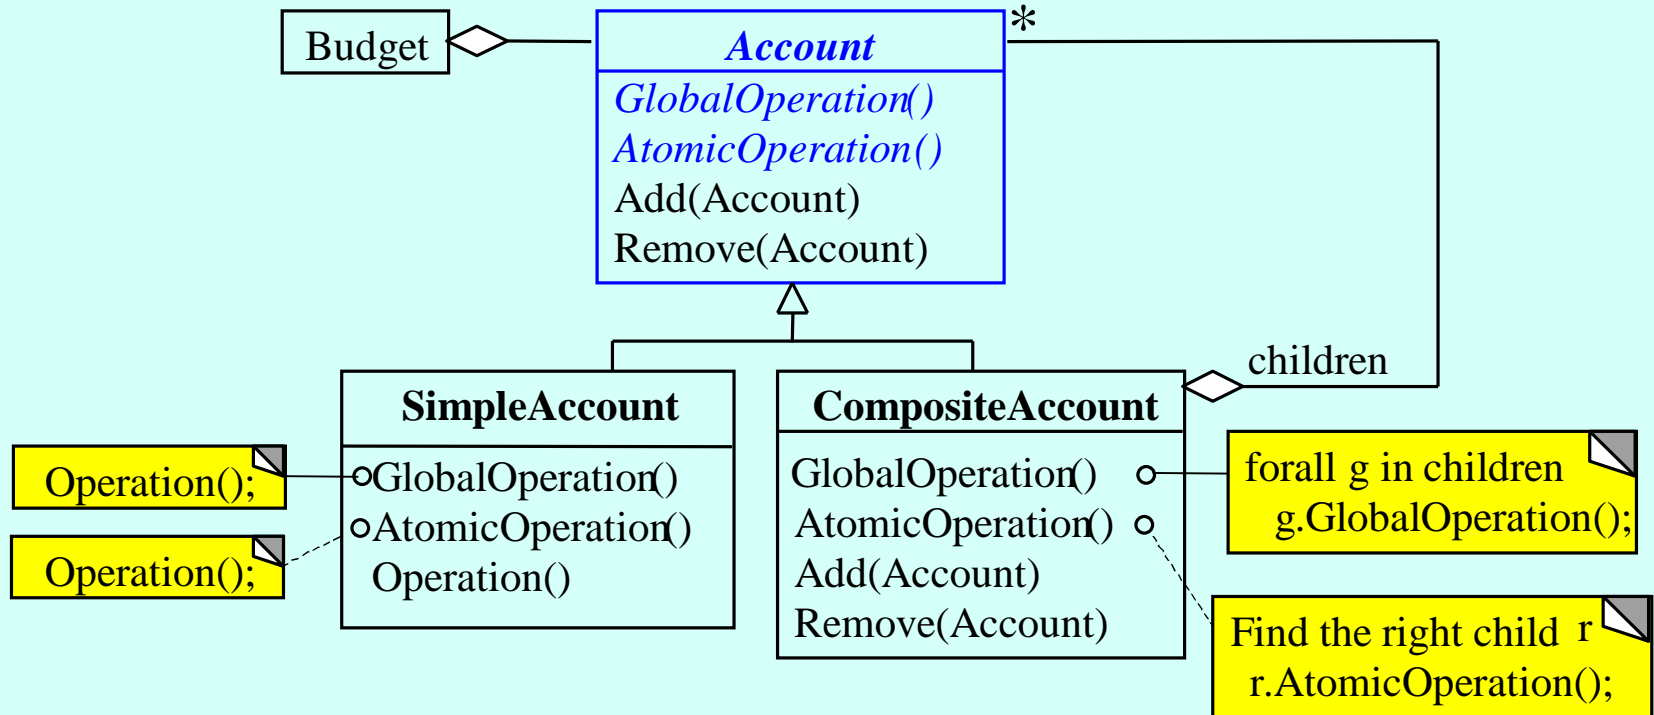 Budget
*
Account
GlobalOperation()
AtomicOperation()
Add(Account)
Remove(Account)
children
SimpleAccount
GlobalOperation()
AtomicOperation()
Operation()
Operation();
Operation();
CompositeAccount
GlobalOperation()
AtomicOperation()
Add(Account)
Remove(Account)
forall g in children
g.GlobalOperation();
Find the right child r
r.AtomicOperation();